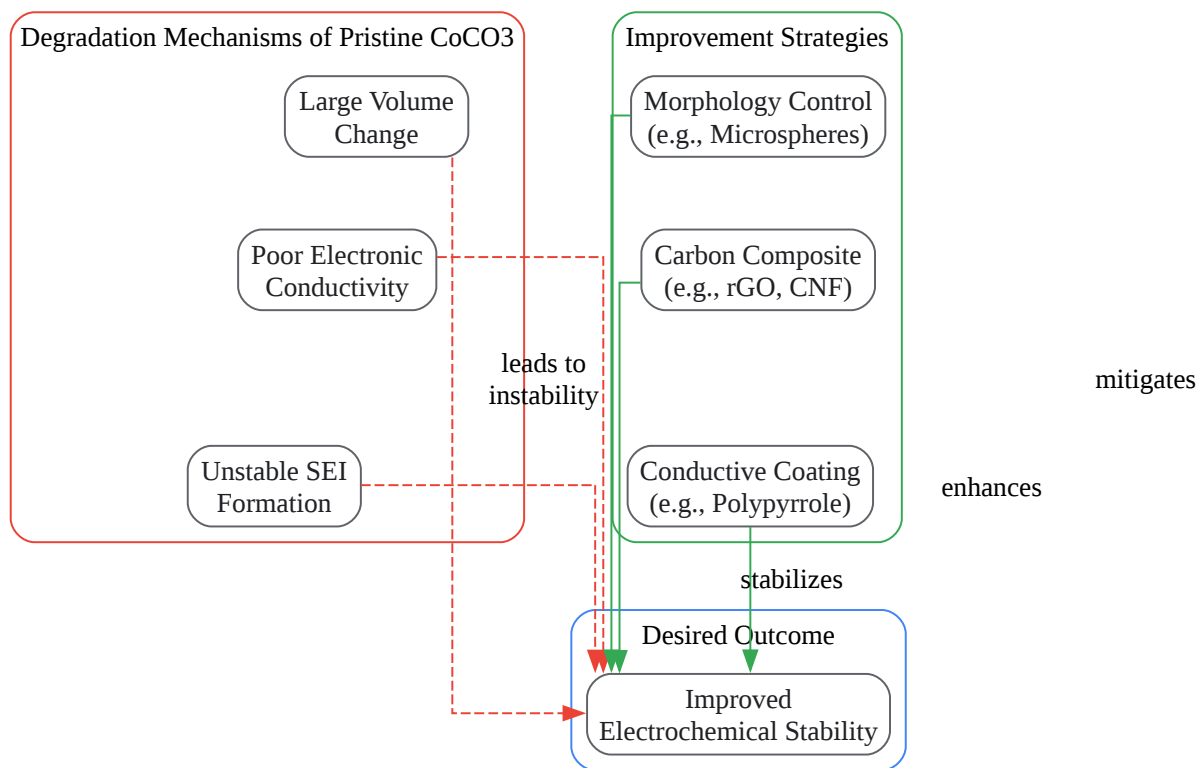 Degradation Mechanisms of Pristine CoCO3
Large Volume
Change
Poor Electronic
Conductivity
Unstable SEI
Formation
leads to
instability
Improvement Strategies
Morphology Control
(e.g., Microspheres)
Carbon Composite
(e.g., rGO, CNF)
Conductive Coating
(e.g., Polypyrrole)
mitigates
enhances
stabilizes
Desired Outcome
Improved
Electrochemical Stability